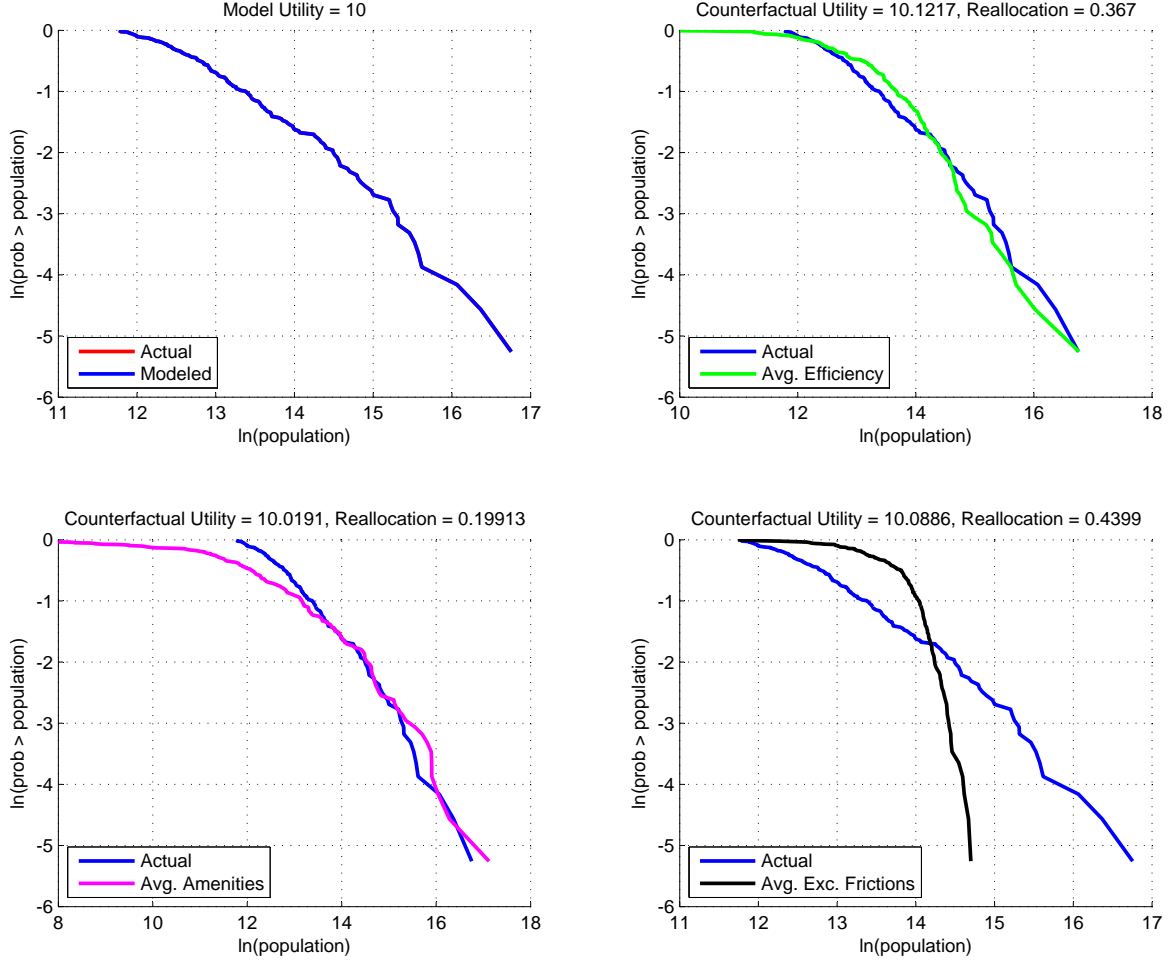 Model Utility = 10
0
-1
-2
-3
-4
-5
-6
ln(prob > population)
Actual
Modeled
11 12 13 14 15 16 17
ln(population)
Counterfactual Utility = 10.1217, Reallocation = 0.367
0
-1
-2
-3
-4
-5
-6
ln(prob > population)
Actual
Avg. Efficiency
10 12 14 16 18
ln(population)
Counterfactual Utility = 10.0191, Reallocation = 0.19913
0
-1
-2
-3
-4
-5
-6
ln(prob > population)
Actual
Avg. Amenities
8 10 12 14 16 18
ln(population)
Counterfactual Utility = 10.0886, Reallocation = 0.4399
0
-1
-2
-3
-4
-5
-6
ln(prob > population)
Actual
Avg. Exc. Frictions
11 12 13 14 15 16 17
ln(population)